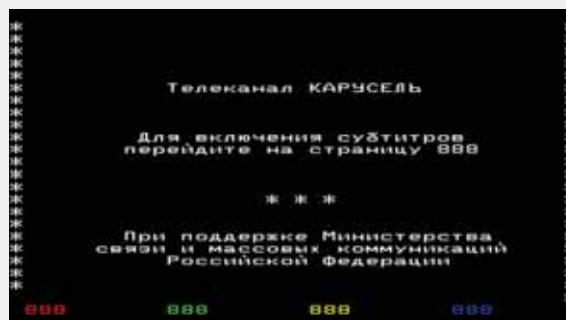 Телеканал КАРУСЕЛЬ
Для включения субтитров
перейдите на страницу 888
* * *
При поддержке Министерства
связи и массовых коммуникаций
Российской Федерации
888 888 888 888